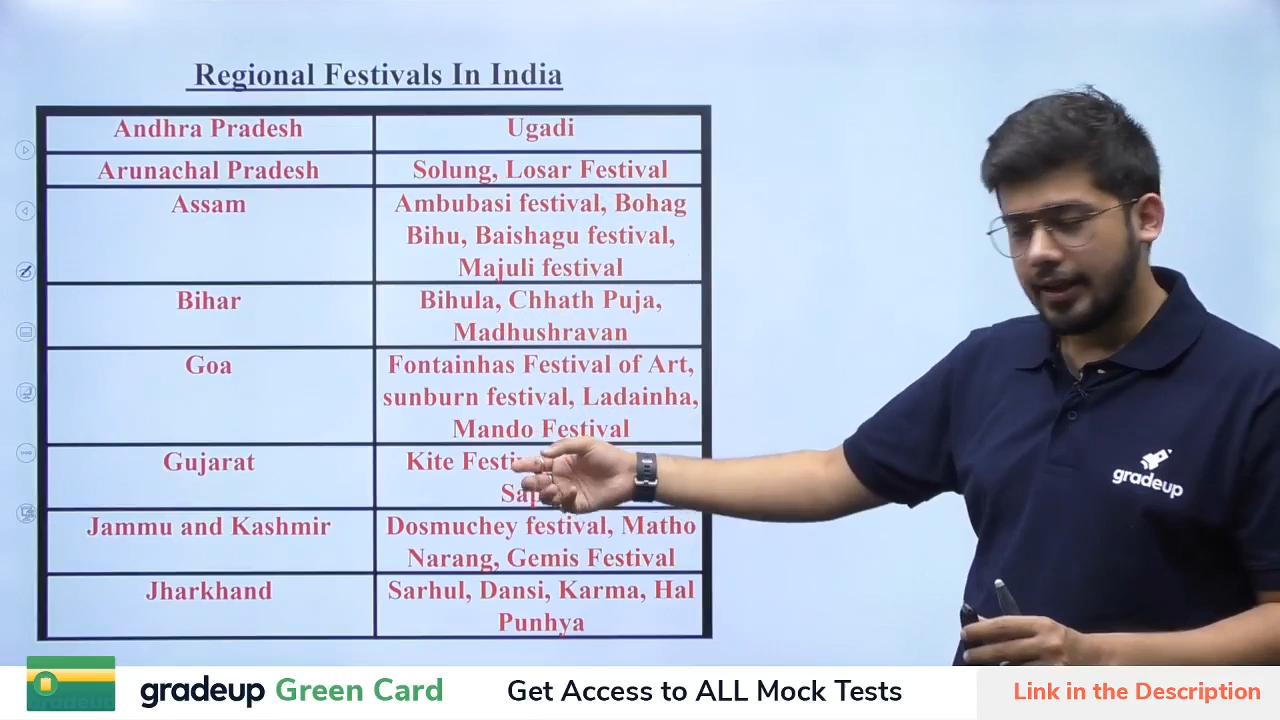 Regional Festivals In India
Andhra Pradesh
Ugadi
Arunachal Pradesh
Solung, Losar Festival
Assam
Ambubasi festival, Bohag
Bihu, Baishagu festival,
Majuli festival
Bihar
Bihula, Chhath Puja,
Madhushravan
Goa
Fontainhas Festival of Art,
sunburn festival, Ladainha,
Mando Festival
Gujarat
Kite
Jammu and Kashmir
Dosmuchey festival, Matho
Narang, Gemis Festival
Jharkhand
Sarhul, Dansi, Karma, Hal
Punhya
gradeup
gradeup Green Card
Get Access to ALL Mock Tests
Link in the Description